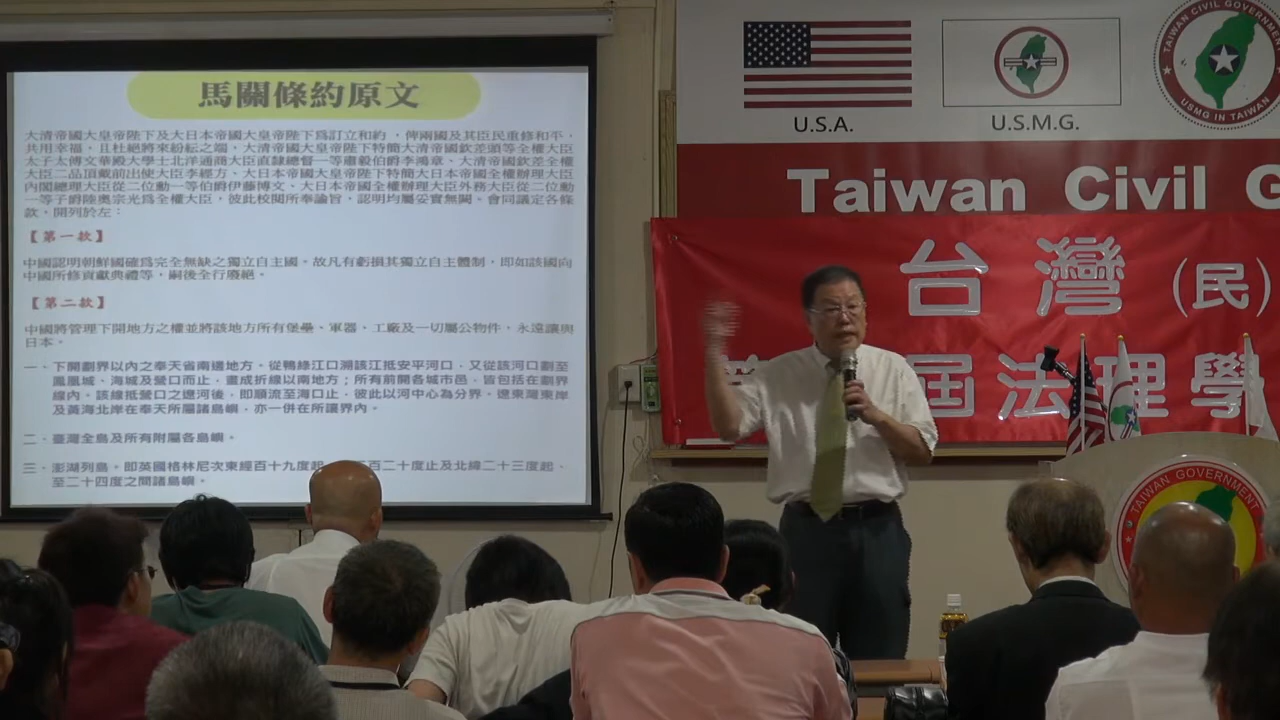 馬關條約原文
大清帝國大皇帝陛下及大日本帝國大皇帝陛下為訂立和約，俾兩國及其臣民重修和平，
共用幸福，且杜絕將來紛紜之端，大清帝國大皇帝陛下特簡大清帝國欽差頭等全權大臣
太子太傅文華殿大學士北洋通商大臣直隸總督一等肅毅伯爵李鴻章、大清帝國欽差全權
大臣二品頂戴前出使大臣李經方、大日本帝國大皇帝陛下特簡大日本帝國全權辦理大臣
內閣總理大臣從二位勳一等伯爵伊藤博文、大日本帝國全權辦理大臣外務大臣從二位勳
一等子爵陸奧宗光為全權大臣，彼此校閱所奉諭旨，認明均屬妥實無闕。會同議定各條
款，開列於左：
【第一款】
中國認明朝鮮國確為完全無缺之獨立自主國。故凡有虧損其獨立自主體制，即如該國向
中國所修貢獻典禮等，嗣後全行廢絕。
【第二款】
中國將管理下開地方之權並將該地方所有堡壘、軍器、工廠及一切屬公物件，永遠讓與
日本。
一、下開劃界以內之奉天省南邊地方。從鴨綠江口溯該江抵安平河口，又從該河口劃至
鳳凰城、海城及營口而止，畫成折線以南地方；所有前開各城市邑，皆包括在劃界
線內。該線抵營口之遼河後，即順流至海口止，彼此以河中心為分界。遼東灣東岸
及黃海北岸在奉天所屬諸島嶼，亦一併在所讓界內。
二、臺灣全島及所有附屬各島嶼。
三、澎湖列島。即英國格林尼次東經百十九度起、百二十度止及北緯二十三度起、
至二十四度之間諸島嶼。
U.S.A.
U.S.M.G.
TAIWAN CIVIL GOVERNMENT
USMG IN TAIWAN
Taiwan Civil G
台灣(民)
屆法理學
TAIWAN GOVERNMENT